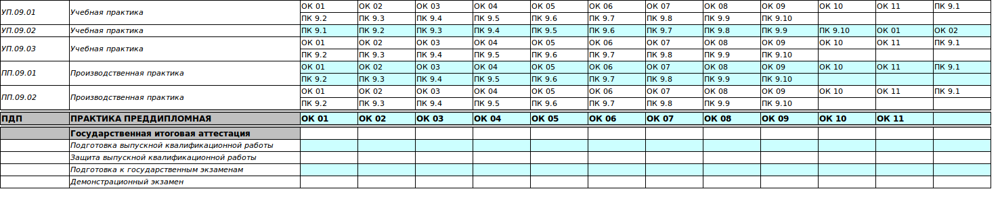 УП.09.01 Учебная практика ОК 01 ОК 02 ОК 03 ОК 04 ОК 05 ОК 06 ОК 07 ОК 08 ОК 09 ОК 10 ОК 11 ПК 9.1
ПК 9.2 ПК 9.3 ПК 9.4 ПК 9.5 ПК 9.6 ПК 9.7 ПК 9.8 ПК 9.9 ПК 9.10
УП.09.02 Учебная практика ПК 9.1 ПК 9.2 ПК 9.3 ПК 9.4 ПК 9.5 ПК 9.6 ПК 9.7 ПК 9.8 ПК 9.9 ПК 9.10 ОК 01 ОК 02
УП.09.03 Учебная практика ОК 01 ОК 02 ОК 03 ОК 04 ОК 05 ОК 06 ОК 07 ОК 08 ОК 09 ОК 10 ОК 11 ПК 9.1
ПК 9.2 ПК 9.3 ПК 9.4 ПК 9.5 ПК 9.6 ПК 9.7 ПК 9.8 ПК 9.9 ПК 9.10
ПП.09.01 Производственная практика ОК 01 ОК 02 ОК 03 ОК 04 ОК 05 ОК 06 ОК 07 ОК 08 ОК 09 ОК 10 ОК 11 ПК 9.1
ПК 9.2 ПК 9.3 ПК 9.4 ПК 9.5 ПК 9.6 ПК 9.7 ПК 9.8 ПК 9.9 ПК 9.10
ПП.09.02 Производственная практика ОК 01 ОК 02 ОК 03 ОК 04 ОК 05 ОК 06 ОК 07 ОК 08 ОК 09 ОК 10 ОК 11 ПК 9.1
ПК 9.2 ПК 9.3 ПК 9.4 ПК 9.5 ПК 9.6 ПК 9.7 ПК 9.8 ПК 9.9 ПК 9.10
ПДП ПРАКТИКА ПРЕДДИПЛОМНАЯ ОК 01 ОК 02 ОК 03 ОК 04 ОК 05 ОК 06 ОК 07 ОК 08 ОК 09 ОК 10 ОК 11
Государственная итоговая аттестация
Подготовка выпускной квалификационной работы
Защита выпускной квалификационной работы
Подготовка к государственным экзаменам
Демонстрационный экзамен